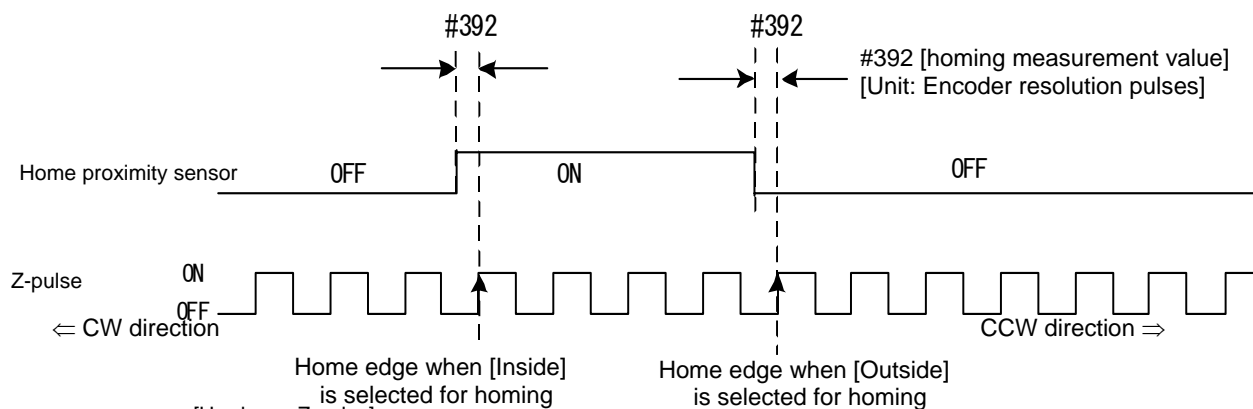 #392
#392
#392 [homing measurement value]
[Unit: Encoder resolution pulses]
Home proximity sensor
OFF
ON
OFF
Z-pulse
ON
OFF
⇐ CW direction
CCW direction ⇒
Home edge when [Inside]
is selected for homing
Home edge when [Outside]
is selected for homing